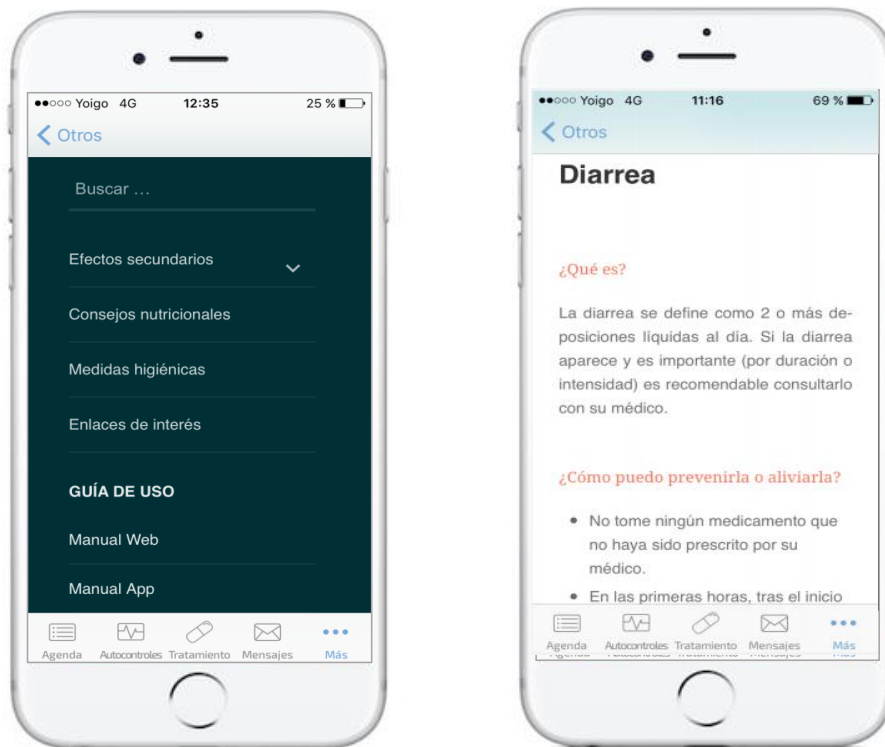 Yoigo 4G 12:35 25 %
Otros
Buscar ...
Efectos secundarios
Consejos nutricionales
Medidas higiénicas
Enlaces de interés
GUÍA DE USO
Manual Web
Manual App
Agenda Autocontroles Tratamiento Mensajes Más
Yoigo 4G 11:16 69 %
Otros
Diarrea
¿Qué es?
La diarrea se define como 2 o más de-
posiciones líquidas al día. Si la diarrea
aparece y es importante (por duración o
intensidad) es recomendable consultarlo
con su médico.
¿Cómo puedo prevenirla o aliviarla?
• No tome ningún medicamento que
no haya sido prescrito por su
médico.
• En las primeras horas, tras el inicio
Agenda Autocontroles Tratamiento Mensajes Más